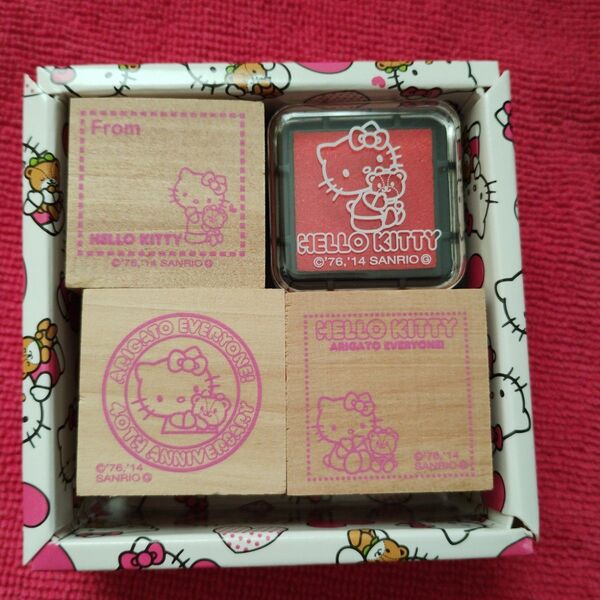 From
HELLO KITTY
©'76,'14 SANRIO G
HELLO KITTY
©'76,'14 SANRIO G
ARIGATO EVERYONE!
40TH ANNIVERSARY
©'76,'14
SANRIO G
HELLO KITTY
ARIGATO EVERYONE!
©'76,'14
SANRIO G